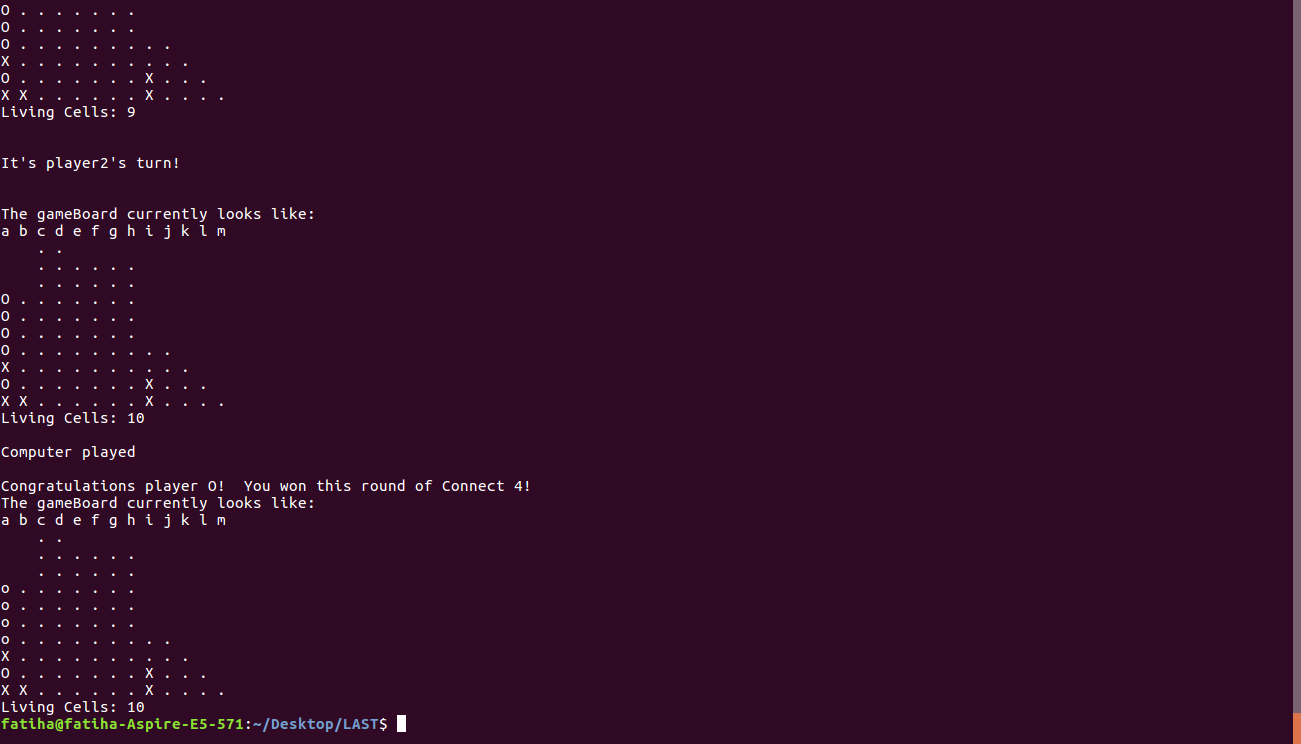 O . . . . . . .
O . . . . . . .
O . . . . . . . . .
X . . . . . . . . . .
O . . . . . . . X . . .
X X . . . . . . X . . . .
Living Cells: 9
It's player2's turn!
The gameBoard currently looks like:
a b c d e f g h i j k l m
    . .
    . . . . . .
    . . . . . .
O . . . . . . .
O . . . . . . .
O . . . . . . .
O . . . . . . . . .
X . . . . . . . . . .
O . . . . . . . X . . .
X X . . . . . . X . . . .
Living Cells: 10
Computer played
Congratulations player O!  You won this round of Connect 4!
The gameBoard currently looks like:
a b c d e f g h i j k l m
    . .
    . . . . . .
    . . . . . .
o . . . . . . .
o . . . . . . .
o . . . . . . .
o . . . . . . . . .
X . . . . . . . . . .
O . . . . . . . X . . .
X X . . . . . . X . . . .
Living Cells: 10
fatiha@fatiha-Aspire-E5-571:~/Desktop/LAST$